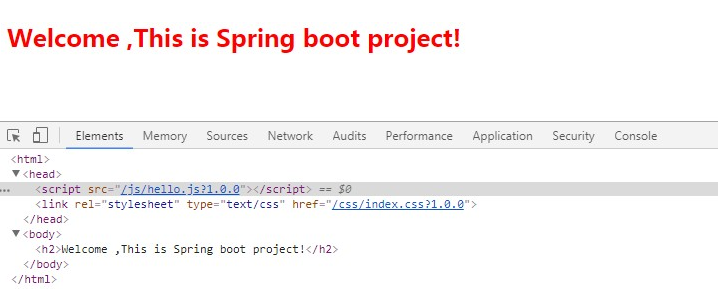 Welcome ,This is Spring boot project!
Elements Memory Sources Network Audits Performance Application Security Console
<html>
▼<head>
... <script src="/js/hello.js?1.0.0"></script> == $0
<link rel="stylesheet" type="text/css" href="/css/index.css?1.0.0">
</head>
▼<body>
<h2>Welcome ,This is Spring boot project!</h2>
</body>
</html>